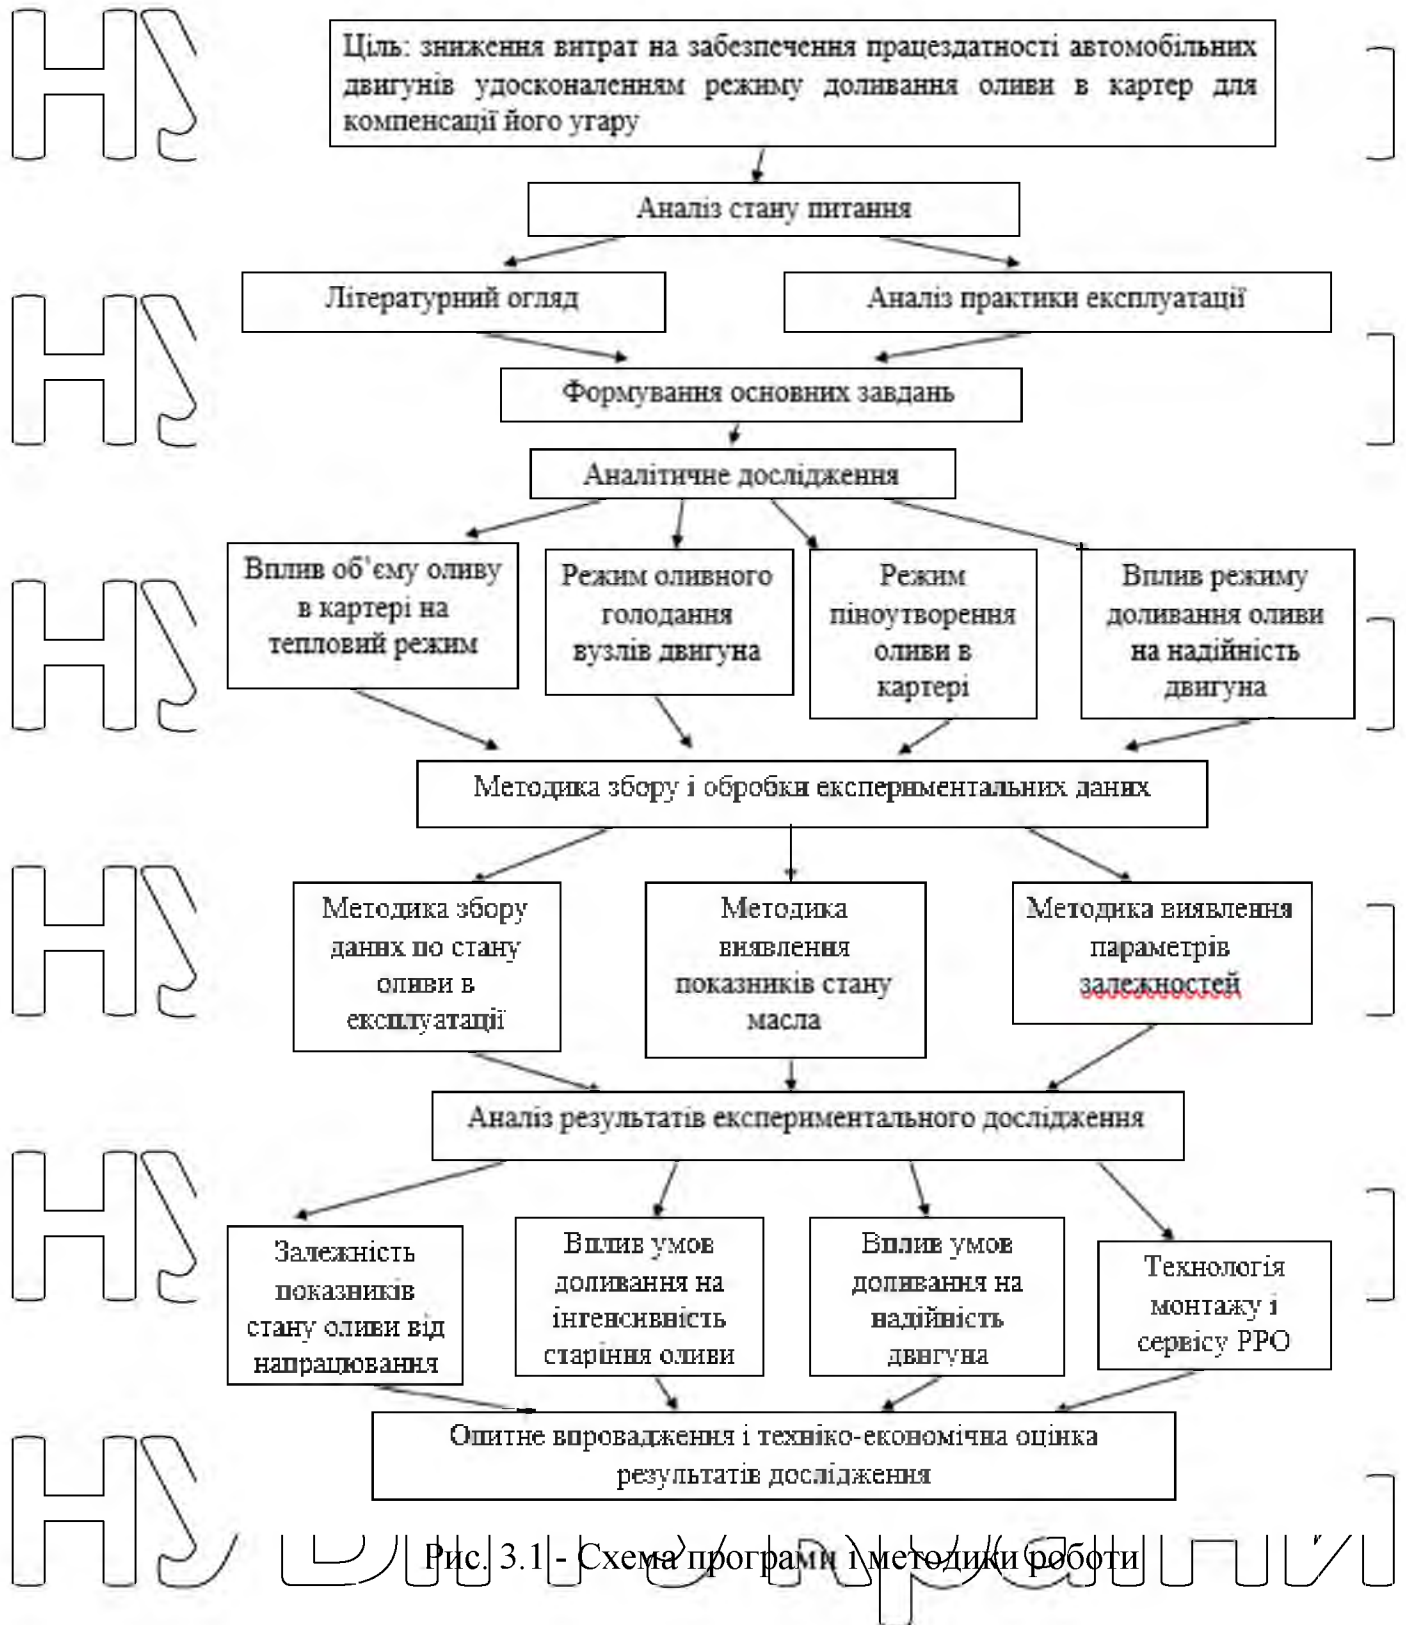 Ціль: зниження витрат на забезпечення працездатності автомобільних
двигунів удосконаленням режиму доливання оливи в картер для
компенсації його угару
Аналіз стану питання
Літературний огляд
Аналіз практики експлуатації
Формування основних завдань
Аналітичне дослідження
Вплив об’єму оливу
в картері на
тепловий режим
Режим оливного
голодання
вузлів двигуна
Режим
піноутворення
оливи в
картері
Вплив режиму
доливання оливи
на надійність
двигуна
Методика збору і обробки експериментальних даних
Методика збору
даних по стану
оливи в
експлуатації
Методика
виявлення
показників стану
масла
Методика виявлення
параметрів
залежностей
Аналіз результатів експериментального дослідження
Залежність
показників
стану оливи від
напрацювання
Вплив умов
доливання на
інтенсивність
старіння оливи
Вплив умов
доливання на
надійність
двигуна
Технологія
монтажу і
сервісу РРО
Опитне впровадження і техніко-економічна оцінка
результатів дослідження
Рис. 3.1 - Схема програми і методики роботи